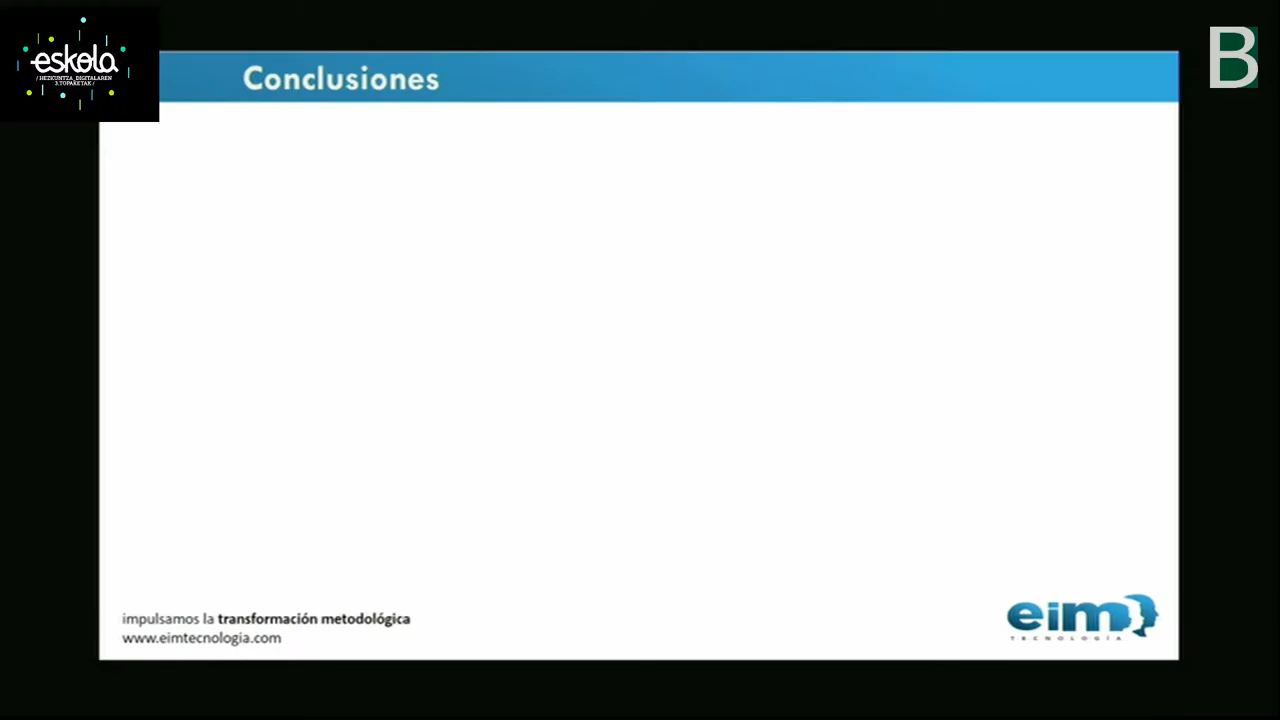 eskola
/ HEZKUNTZA_DIGITALAREN
3.TOPAKETAK /
B
Conclusiones
impulsamos la transformación metodológica
www.eimtecnologia.com
eim
TECNOLOGÍA